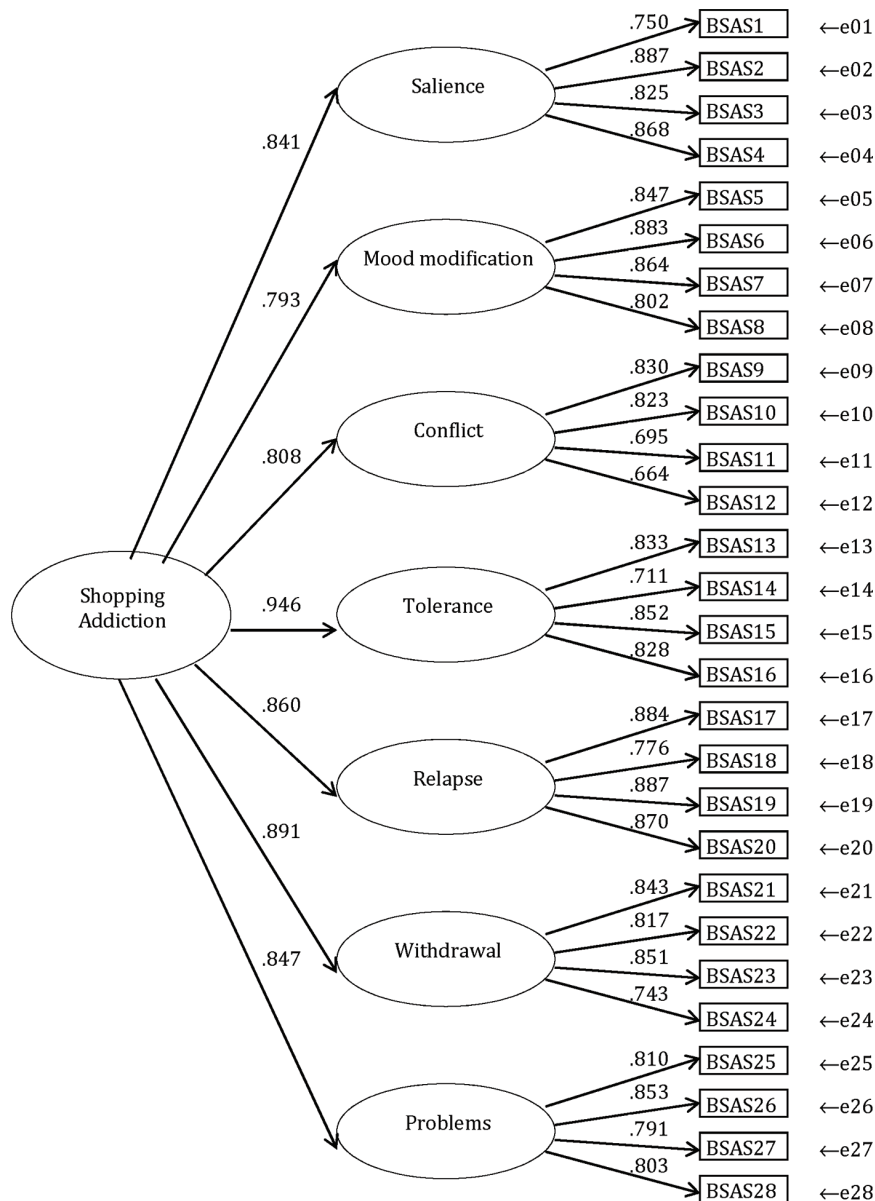 .750 BSAS1 ←e01
.887 BSAS2 ←e02
Salience
.825 BSAS3 ←e03
.868 BSAS4 ←e04
.841
.847 BSAS5 ←e05
.883 BSAS6 ←e06
Mood modification
.864 BSAS7 ←e07
.802 BSAS8 ←e08
.793
.830 BSAS9 ←e09
.823 BSAS10 ←e10
Conflict
.695 BSAS11 ←e11
.664 BSAS12 ←e12
.808
.833 BSAS13 ←e13
.711 BSAS14 ←e14
Shopping
Addiction
.946
Tolerance
.852 BSAS15 ←e15
.828 BSAS16 ←e16
.860
.884 BSAS17 ←e17
.776 BSAS18 ←e18
Relapse
.887 BSAS19 ←e19
.870 BSAS20 ←e20
.891
.843 BSAS21 ←e21
.817 BSAS22 ←e22
Withdrawal
.851 BSAS23 ←e23
.743 BSAS24 ←e24
.847
.810 BSAS25 ←e25
.853 BSAS26 ←e26
Problems
.791 BSAS27 ←e27
.803 BSAS28 ←e28